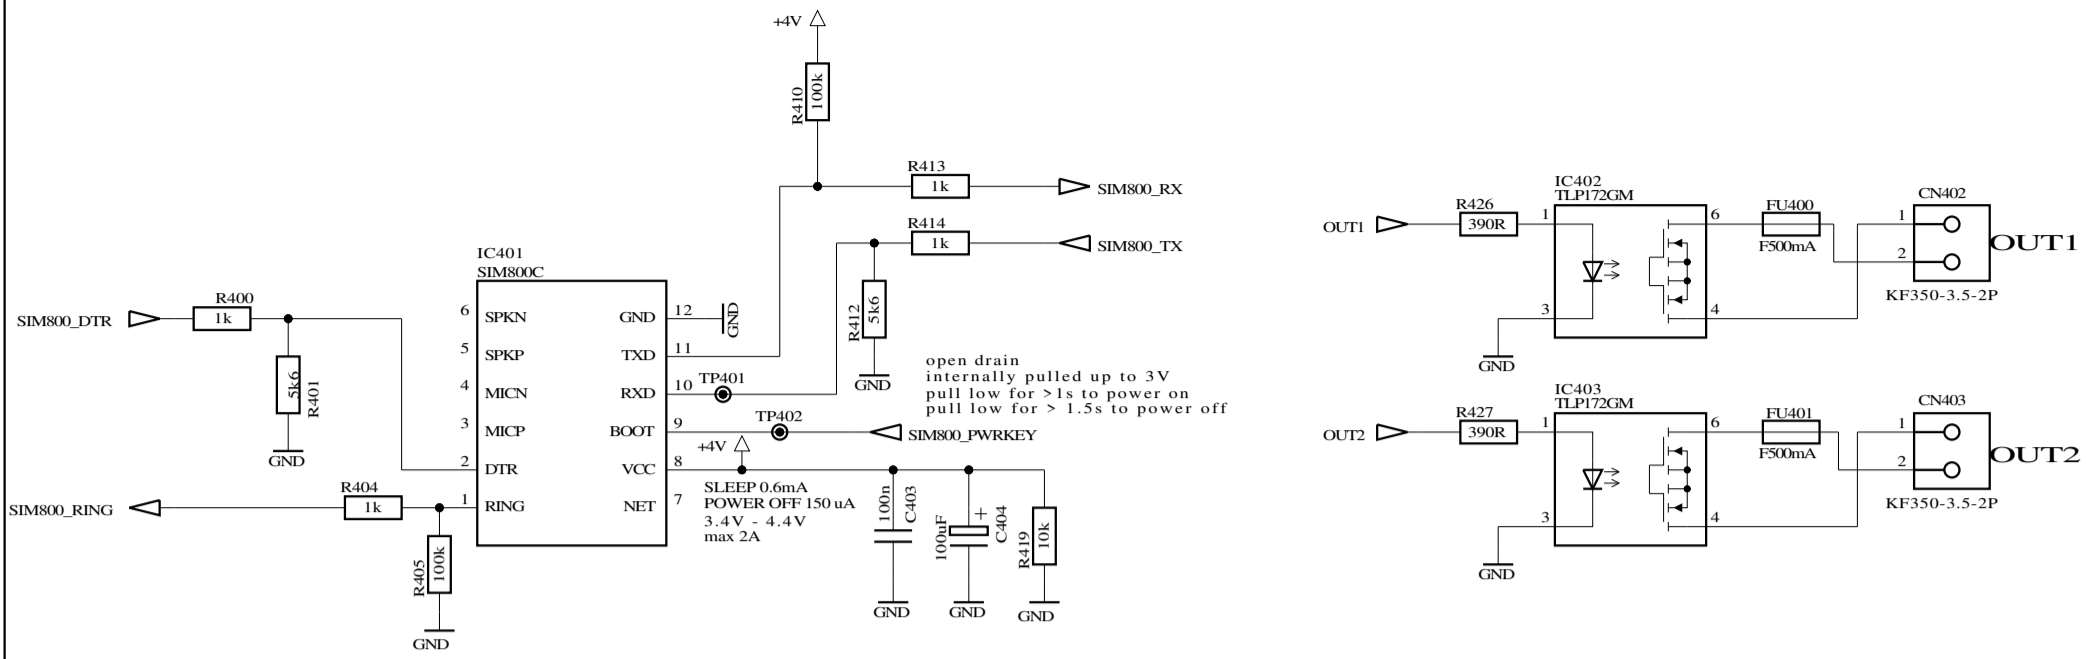 +4V
R410
100k
R413
1k
SIM800_RX
R414
1k
SIM800_TX
R412
5k6
GND
IC401
SIM800C
SIM800_DTR
R400
1k
5k6
R401
GND
6 SPKN
5 SPKP
4 MICN
3 MICP
2 DTR
1 RING
GND 12
GND
TXD 11
RXD 10
TP401
BOOT 9
TP402
SIM800_PWRKEY
VCC 8
+4V
NET 7
open drain
internally pulled up to 3V
pull low for >1s to power on
pull low for > 1.5s to power off
SLEEP 0.6mA
POWER OFF 150 uA
3.4V - 4.4V
max 2A
SIM800_RING
R404
1k
R405
100k
GND
100n
C403
GND
100uF
+
C404
GND
R419
10k
GND
OUT1
R426
390R
IC402
TLP172GM
1
3
GND
6
4
FU400
F500mA
CN402
1
2
OUT1
KF350-3.5-2P
OUT2
R427
390R
IC403
TLP172GM
1
3
GND
6
4
FU401
F500mA
CN403
1
2
OUT2
KF350-3.5-2P